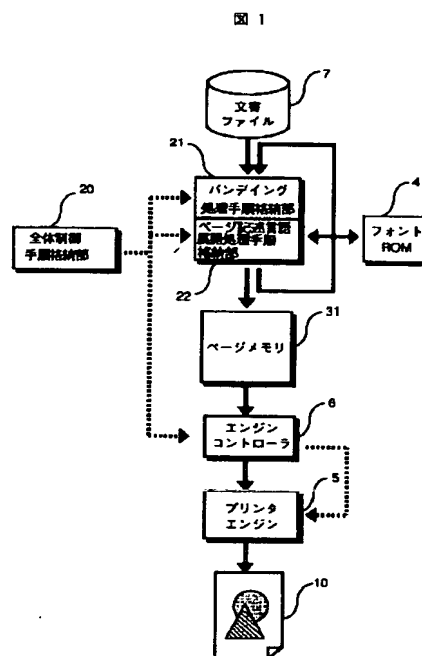 図 1
7
文書
ファイル
21
バンディング
処理手順格納部
20
全体制御
手順格納部
4
フォント
ROM
ページ記述言語
展開処理手順
格納部
22
31
ページメモリ
6
エンジン
コントローラ
5
プリンタ
エンジン
10